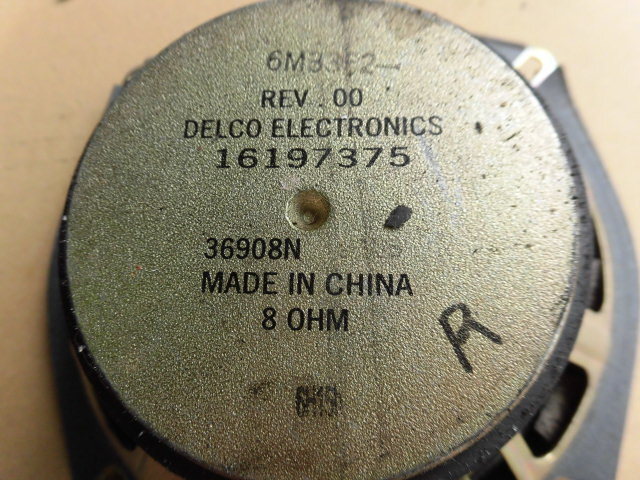 REV . 00
DELCO ELECTRONICS
16197375
36908N
MADE IN CHINA
8 OHM
R